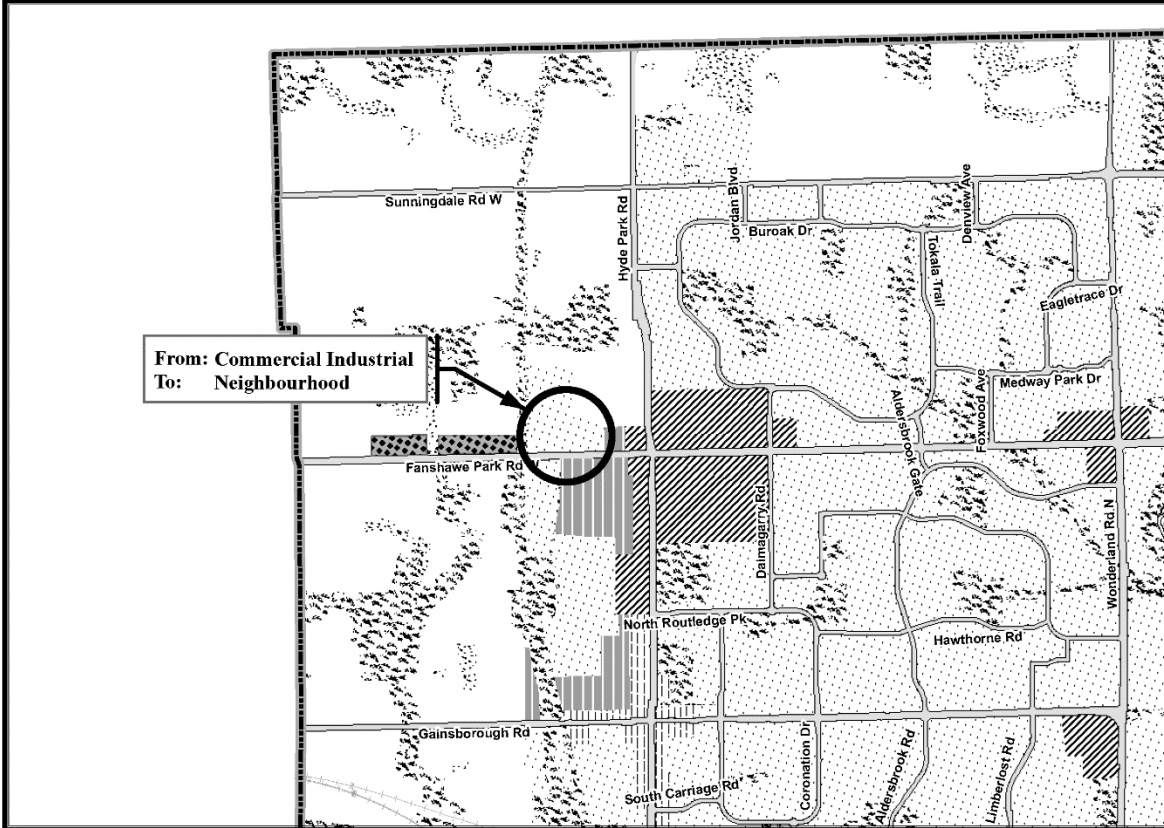 Jordan Blvd
Denview Ave
Sunningdale Rd W
Hyde Park Rd
Buroak Dr
Tokala Trail
Eagletrace Dr
From: Commercial Industrial
To: Neighbourhood
Medway Park Dr
Foxwood Ave
Aldersbrook Gate
Fanshawe Park Rd
Dalmagarry Rd
Wonderland Rd N
North Routledge Pk
Hawthorne Rd
Gainsborough Rd
Coronation Dr
Aldersbrook Rd
Limberlost Rd
South Carriage Rd